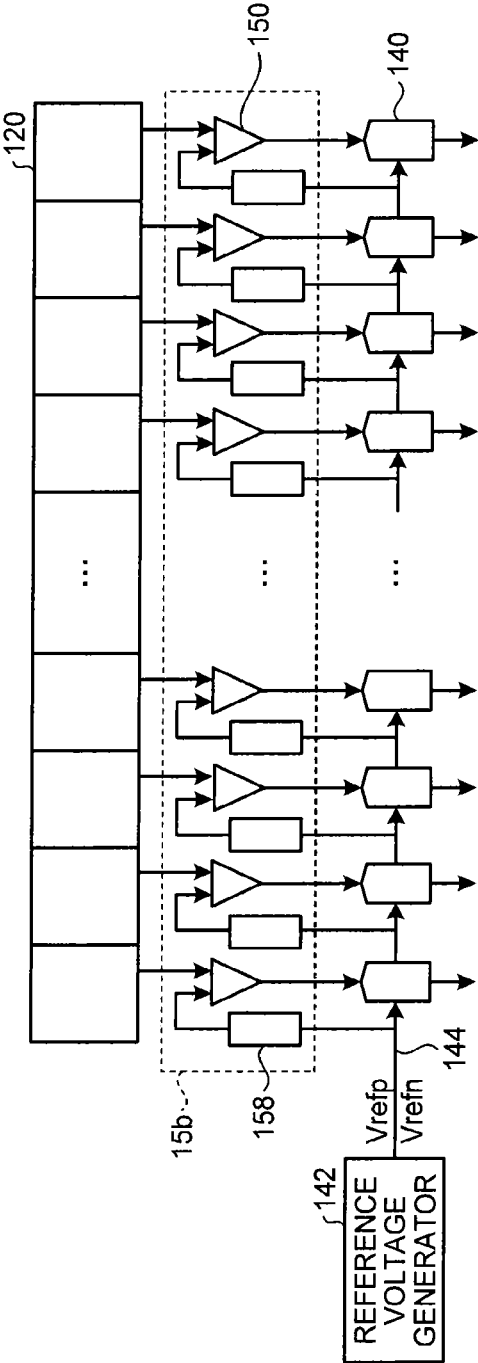 120
...
15b
150
...
158
140
...
144
Vrefp
Vrefn
142
REFERENCE
VOLTAGE
GENERATOR